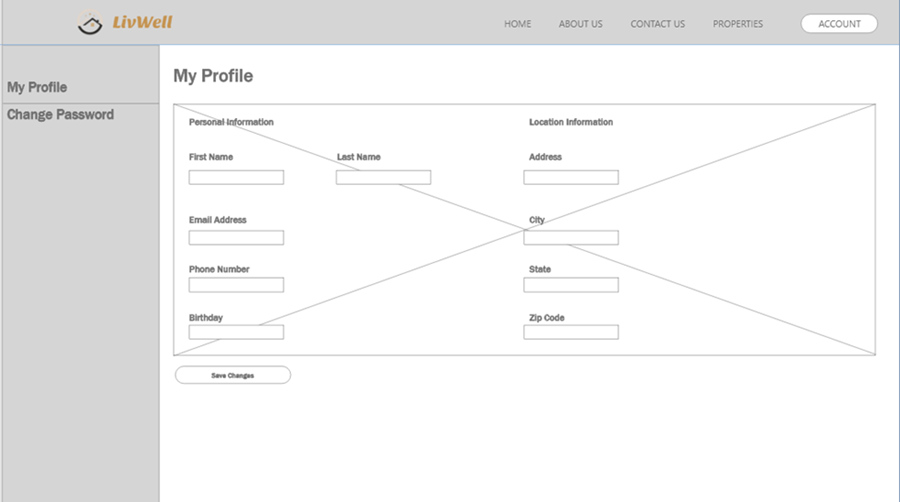 LivWell
HOME ABOUT US CONTACT US PROPERTIES ACCOUNT
My Profile
Change Password
My Profile
Personal Information Location Information
First Name Last Name Address
Email Address City
Phone Number State
Birthday Zip Code
Save Changes